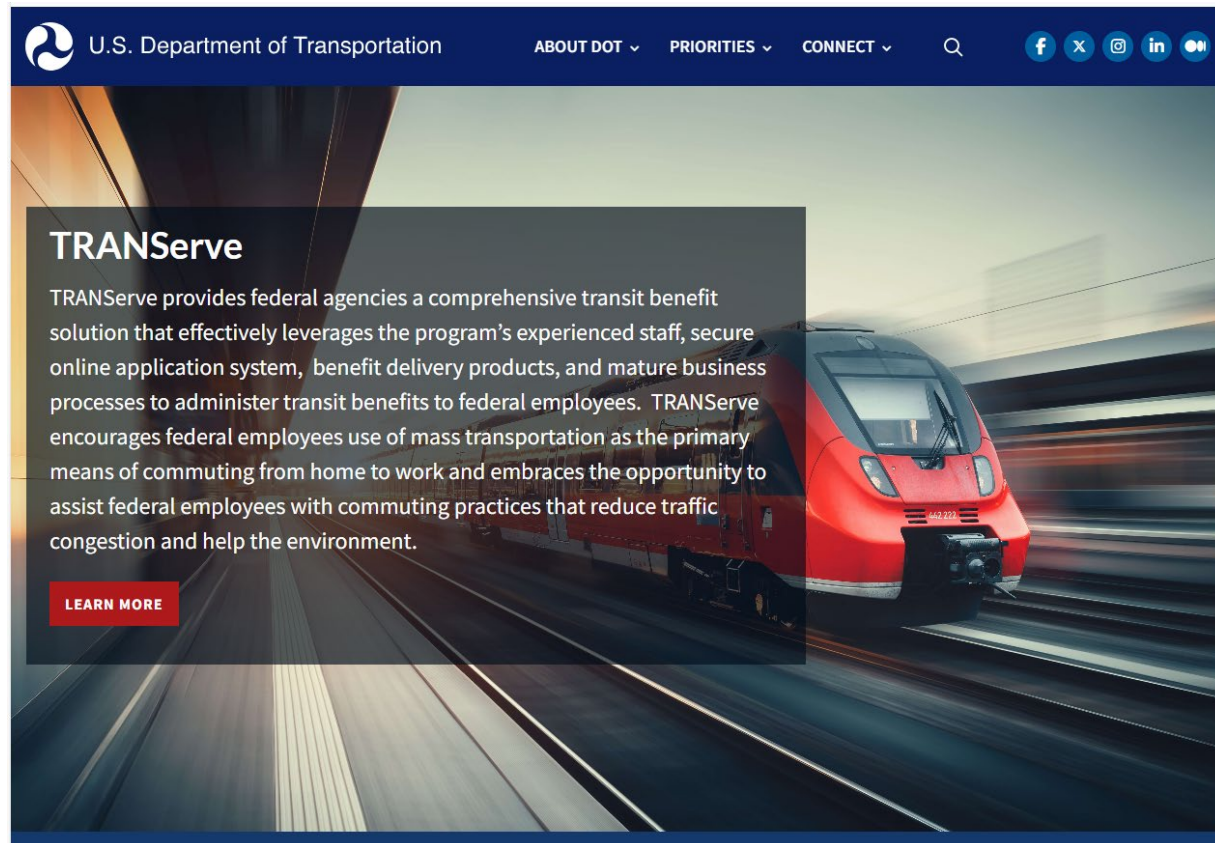 U.S. Department of Transportation
ABOUT DOT
PRIORITIES
CONNECT
TRANServe
TRANServe provides federal agencies a comprehensive transit benefit
solution that effectively leverages the program's experienced staff, secure
online application system,  benefit delivery products, and mature business
processes to administer transit benefits to federal employees.  TRANServe
encourages federal employees use of mass transportation as the primary
means of commuting from home to work and embraces the opportunity to
assist federal employees with commuting practices that reduce traffic
congestion and help the environment.
442 222
LEARN MORE